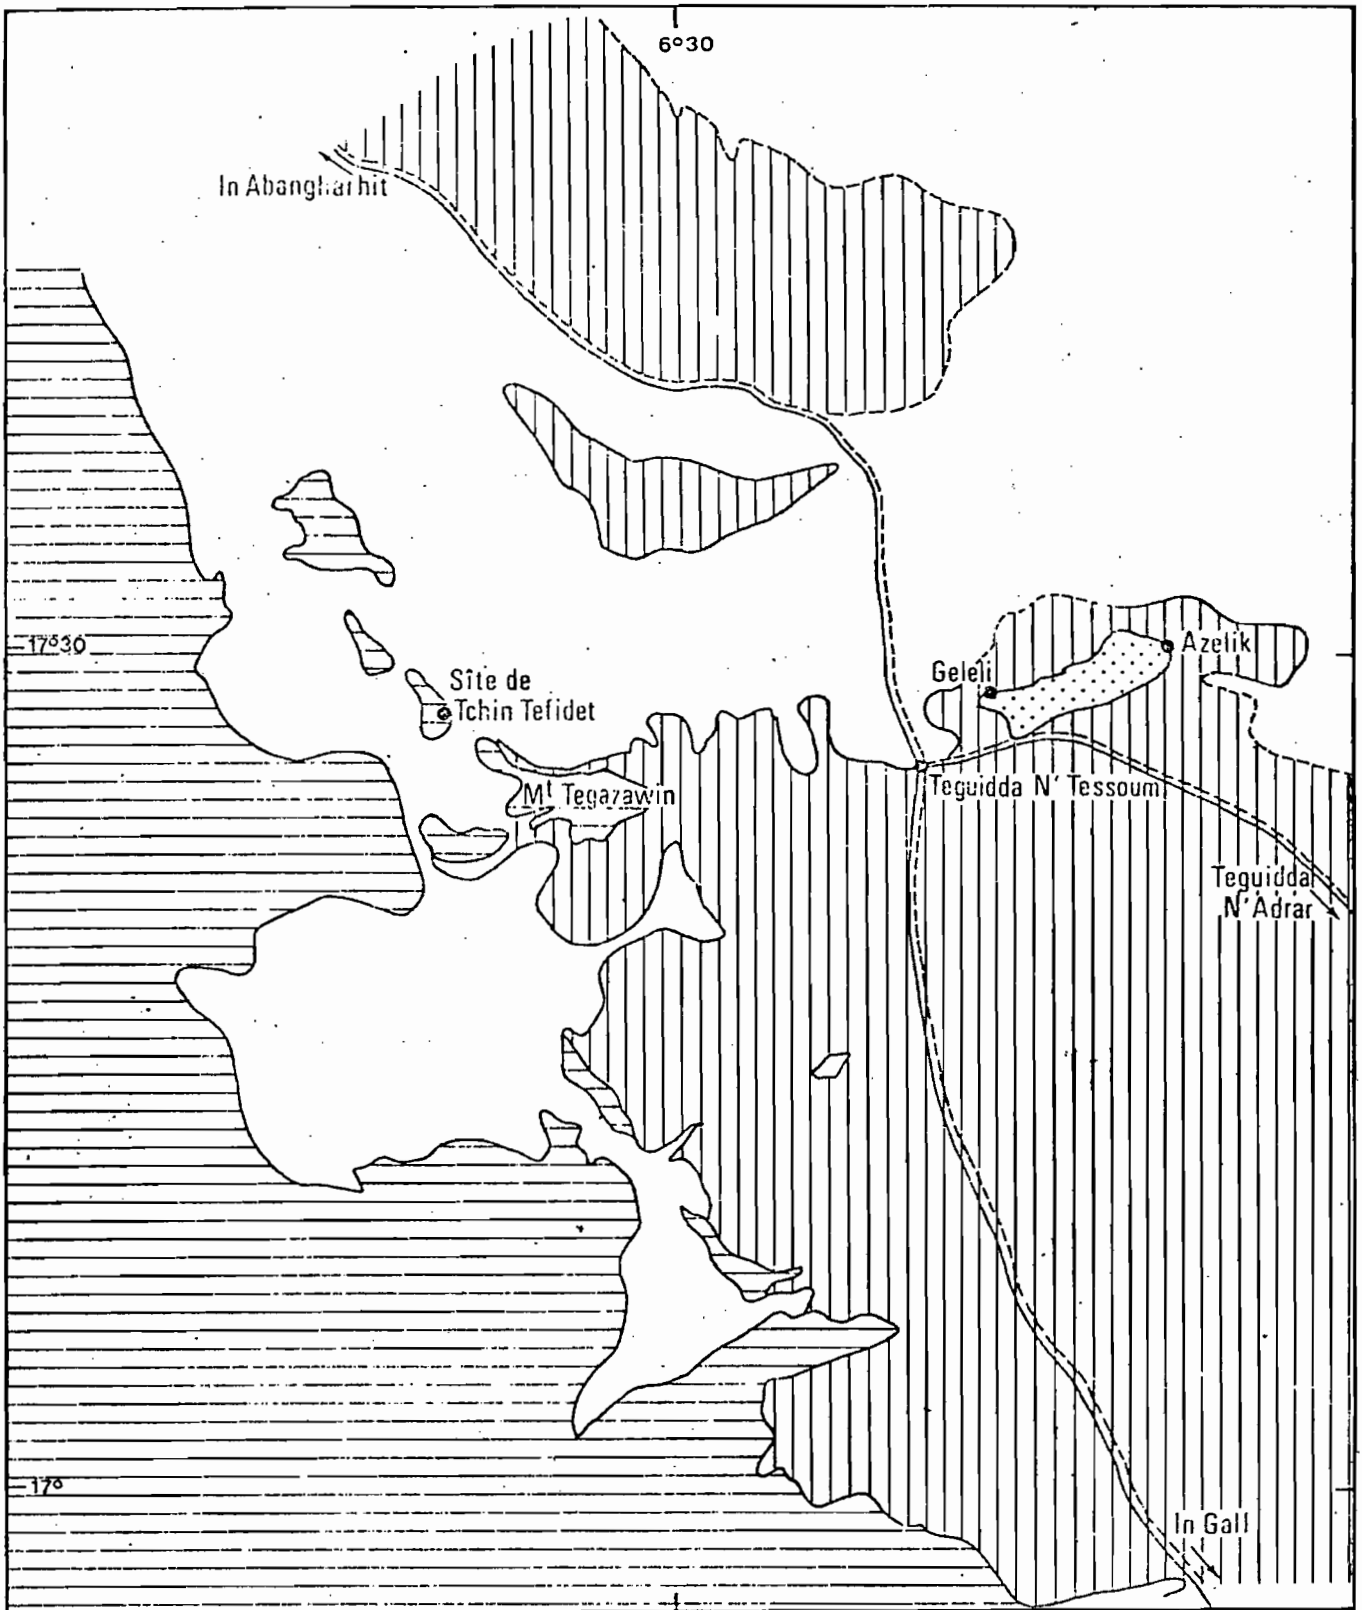 6°30
In Abangharhit
17°30
Azelik
Geleli
Sîte de
Tchin Tefidet
Mt Tegazawin
Teguidda N' Tessoum
Teguidda
N'Adrar
17°
In Gall